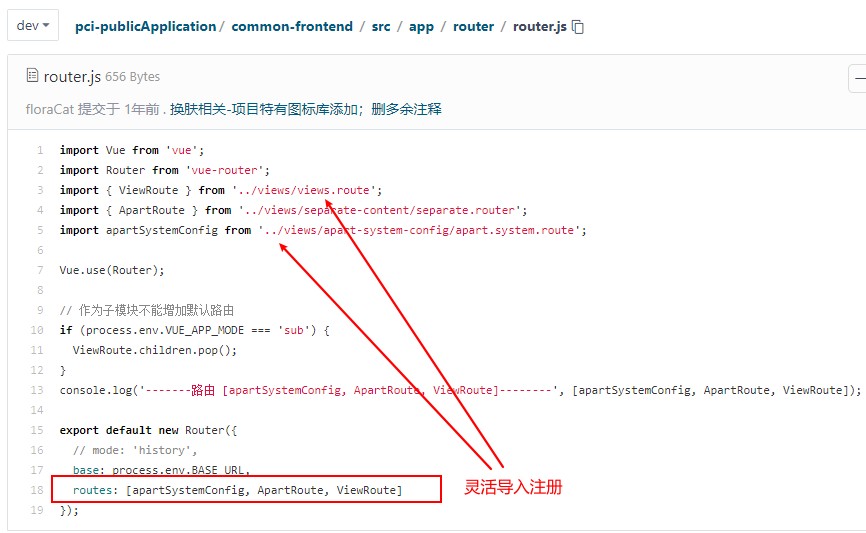 dev pci-publicApplication / common-frontend / src / app / router / router.js
router.js 656 Bytes
floraCat 提交于 1年前 . 换肤相关-项目特有图标库添加；删多余注释
1 import Vue from 'vue';
2 import Router from 'vue-router';
3 import { ViewRoute } from '../views/views.route';
4 import { ApartRoute } from '../views/separate-content/separate.router';
5 import apartSystemConfig from '../views/apart-system-config/apart.system.route';
6
7 Vue.use(Router);
8
9 // 作为子模块不能增加默认路由
10 if (process.env.VUE_APP_MODE === 'sub') {
11 ViewRoute.children.pop();
12 }
13 console.log('-------路由 [apartSystemConfig, ApartRoute, ViewRoute]--------', [apartSystemConfig, ApartRoute, ViewRoute]);
14
15 export default new Router({
16 // mode: 'history',
17 base: process.env.BASE_URL,
18 routes: [apartSystemConfig, ApartRoute, ViewRoute]
灵活导入注册
19 });